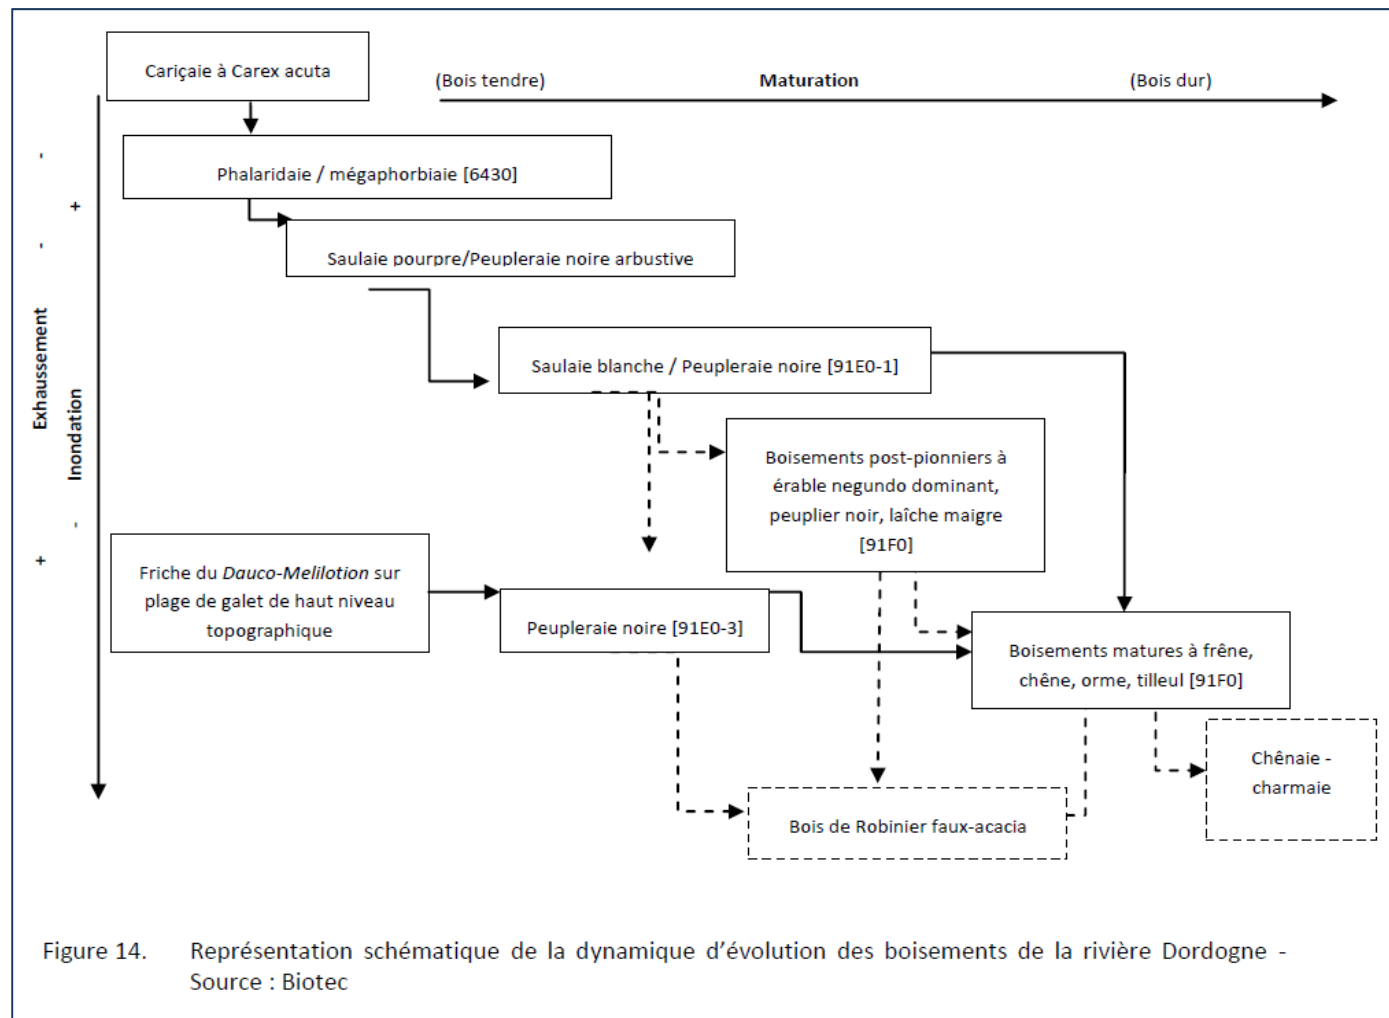 Cariçaie à Carex acuta
(Bois tendre) Maturation (Bois dur)
Phalaridaie / mégaphorbiaie [6430]
Saulaie pourpre/Peupleraie noire arbustive
Saulaie blanche / Peupleraie noire [91E0-1]
- Exhaussement +
+ - Inondation -
Boisements post-pionniers à
érable negundo dominant,
peuplier noir, laîche maigre
[91F0]
Friche du Dauco-Melilotion sur
plage de galet de haut niveau
topographique
Peupleraie noire [91E0-3]
Boisements matures à frêne,
chêne, orme, tilleul [91F0]
Chênaie -
charmaie
Bois de Robinier faux-acacia
Figure 14. Représentation schématique de la dynamique d'évolution des boisements de la rivière Dordogne -
Source : Biotec